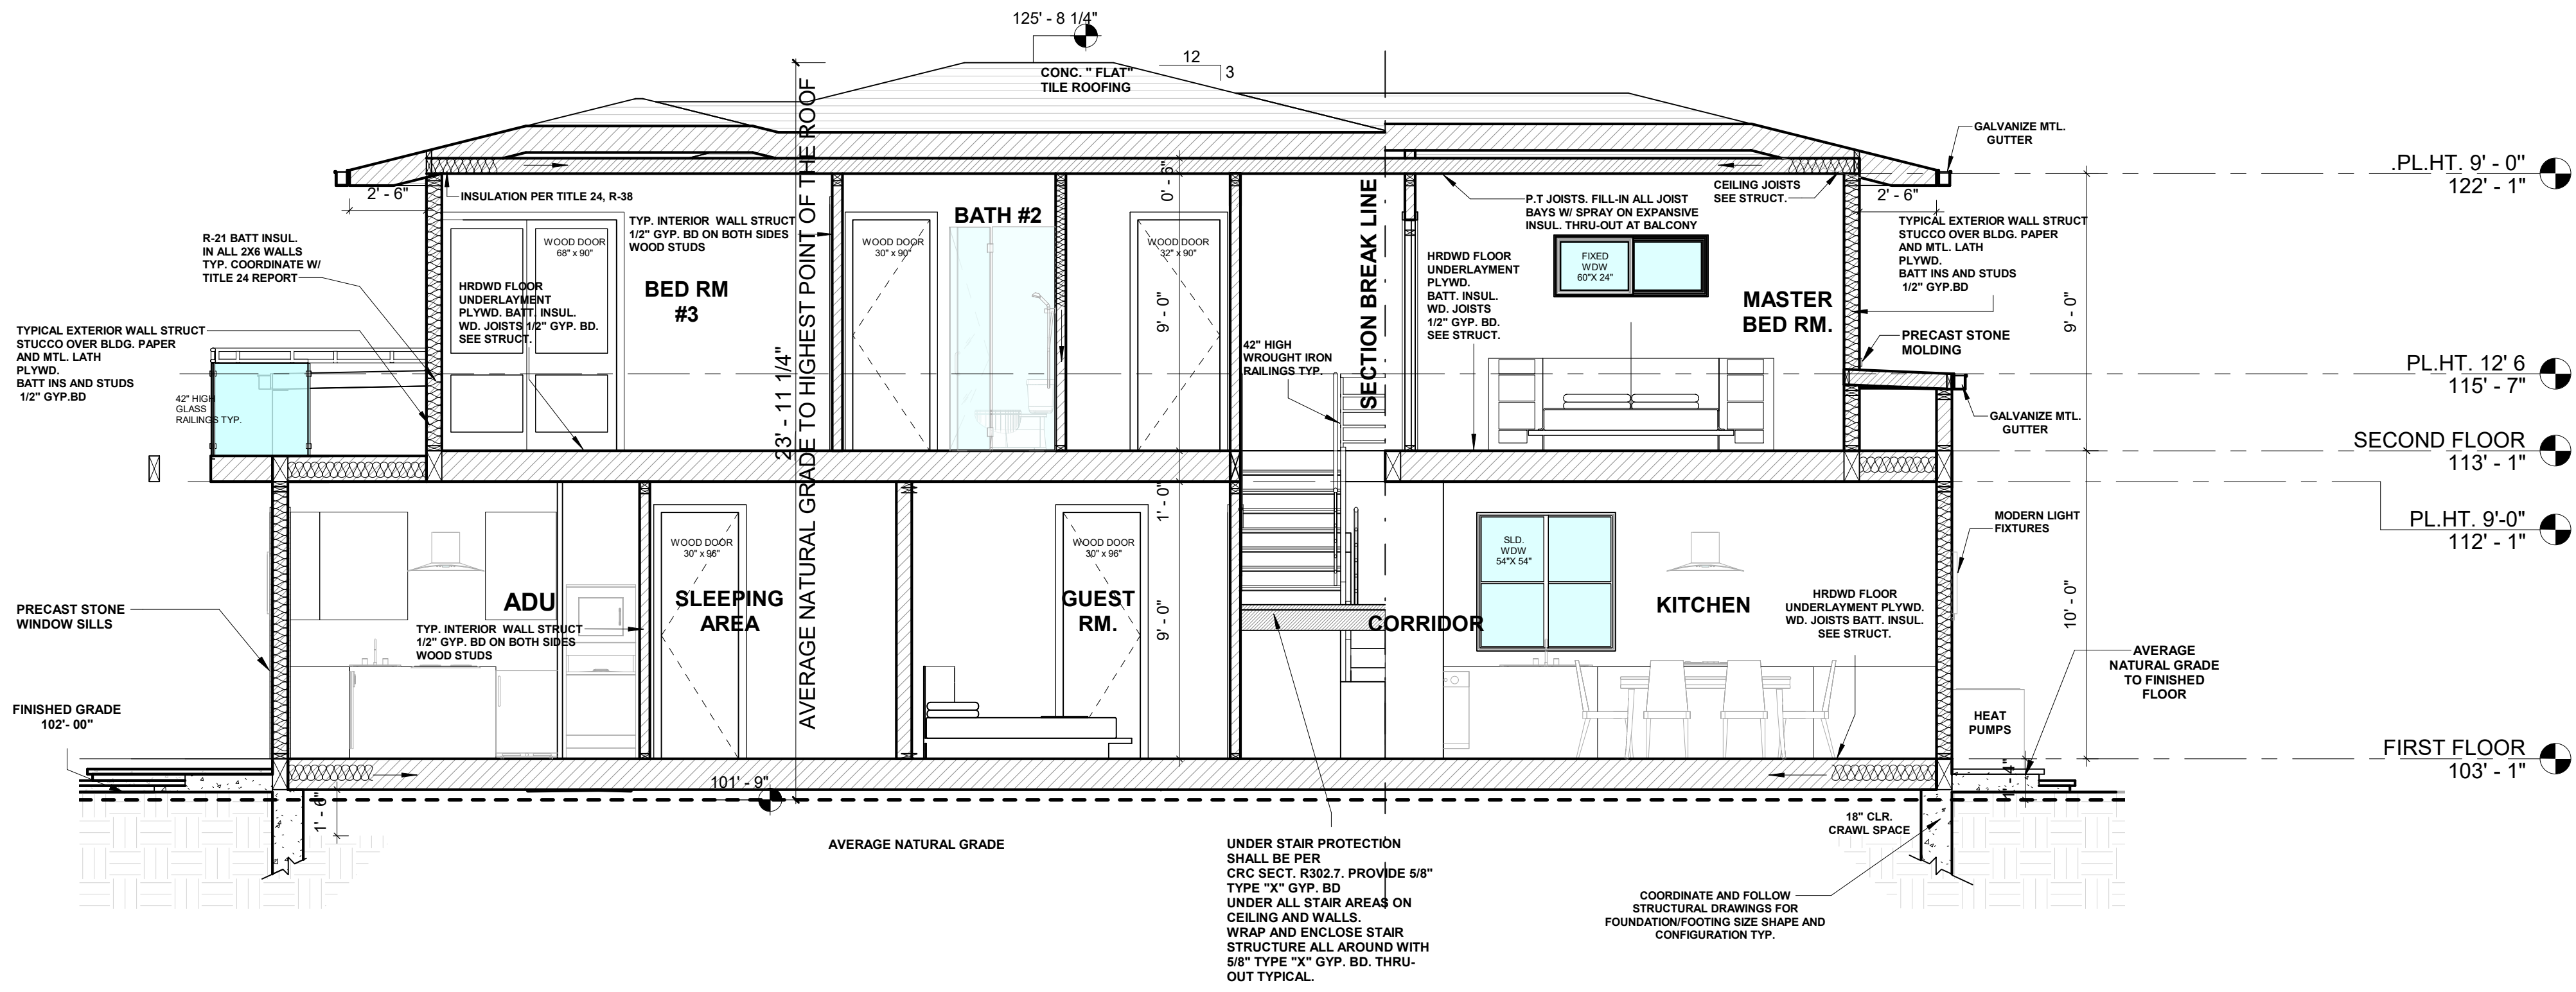 125' - 8 1/4"
12
3
CONC. " FLAT"
TILE ROOFING
GALVANIZE MTL.
GUTTER
.PL.HT. 9' - 0"
122' - 1"
2' - 6"
INSULATION PER TITLE 24, R-38
0' - 6"
P.T JOISTS. FILL-IN ALL JOIST
BAYS W/ SPRAY ON EXPANSIVE
INSUL. THRU-OUT AT BALCONY
CEILING JOISTS
SEE STRUCT.
2' - 6"
TYPICAL EXTERIOR WALL STRUCT
STUCCO OVER BLDG. PAPER
AND MTL. LATH
PLYWD.
BATT INS AND STUDS
1/2" GYP.BD
R-21 BATT INSUL.
IN ALL 2X6 WALLS
TYP. COORDINATE W/
TITLE 24 REPORT
WOOD DOOR
68" x 90"
TYP. INTERIOR WALL STRUCT
1/2" GYP. BD ON BOTH SIDES
WOOD STUDS
BATH #2
WOOD DOOR
30" x 90"
WOOD DOOR
32" x 90"
HRDWD FLOOR
UNDERLAYMENT
PLYWD. BATT. INSUL.
WD. JOISTS 1/2" GYP. BD.
SEE STRUCT.
BED RM
#3
23' - 11 1/4"
AVERAGE NATURAL GRADE TO HIGHEST POINT OF THE ROOF
9' - 0"
SECTION BREAK LINE
HRDWD FLOOR
UNDERLAYMENT
PLYWD.
BATT. INSUL.
WD. JOISTS
1/2" GYP. BD.
SEE STRUCT.
FIXED
WDW
60"X 24"
MASTER
BED RM.
9' - 0"
TYPICAL EXTERIOR WALL STRUCT
STUCCO OVER BLDG. PAPER
AND MTL. LATH
PLYWD.
BATT INS AND STUDS
1/2" GYP.BD
42" HIGH
GLASS
RAILINGS TYP.
42" HIGH
WROUGHT IRON
RAILINGS TYP.
PRECAST STONE
MOLDING
PL.HT. 12' 6
115' - 7"
GALVANIZE MTL.
GUTTER
SECOND FLOOR
113' - 1"
1' - 0"
PL.HT. 9'-0"
112' - 1"
MODERN LIGHT
FIXTURES
WOOD DOOR
30" x 96"
WOOD DOOR
30" x 96"
SLD.
WDW
54"X 54"
PRECAST STONE
WINDOW SILLS
ADU
SLEEPING
AREA
GUEST
RM.
9' - 0"
CORRIDOR
KITCHEN
HRDWD FLOOR
UNDERLAYMENT PLYWD.
WD. JOISTS BATT. INSUL.
SEE STRUCT.
10' - 0"
TYP. INTERIOR WALL STRUCT
1/2" GYP. BD ON BOTH SIDES
WOOD STUDS
AVERAGE
NATURAL GRADE
TO FINISHED
FLOOR
FINISHED GRADE
102'- 00"
HEAT
PUMPS
FIRST FLOOR
103' - 1"
101' - 9"
1' - 6"
1' - 4"
AVERAGE NATURAL GRADE
18" CLR.
CRAWL SPACE
UNDER STAIR PROTECTION
SHALL BE PER
CRC SECT. R302.7. PROVIDE 5/8"
TYPE "X" GYP. BD
UNDER ALL STAIR AREAS ON
CEILING AND WALLS.
WRAP AND ENCLOSE STAIR
STRUCTURE ALL AROUND WITH
5/8" TYPE "X" GYP. BD. THRU-
OUT TYPICAL.
COORDINATE AND FOLLOW
STRUCTURAL DRAWINGS FOR
FOUNDATION/FOOTING SIZE SHAPE AND
CONFIGURATION TYP.